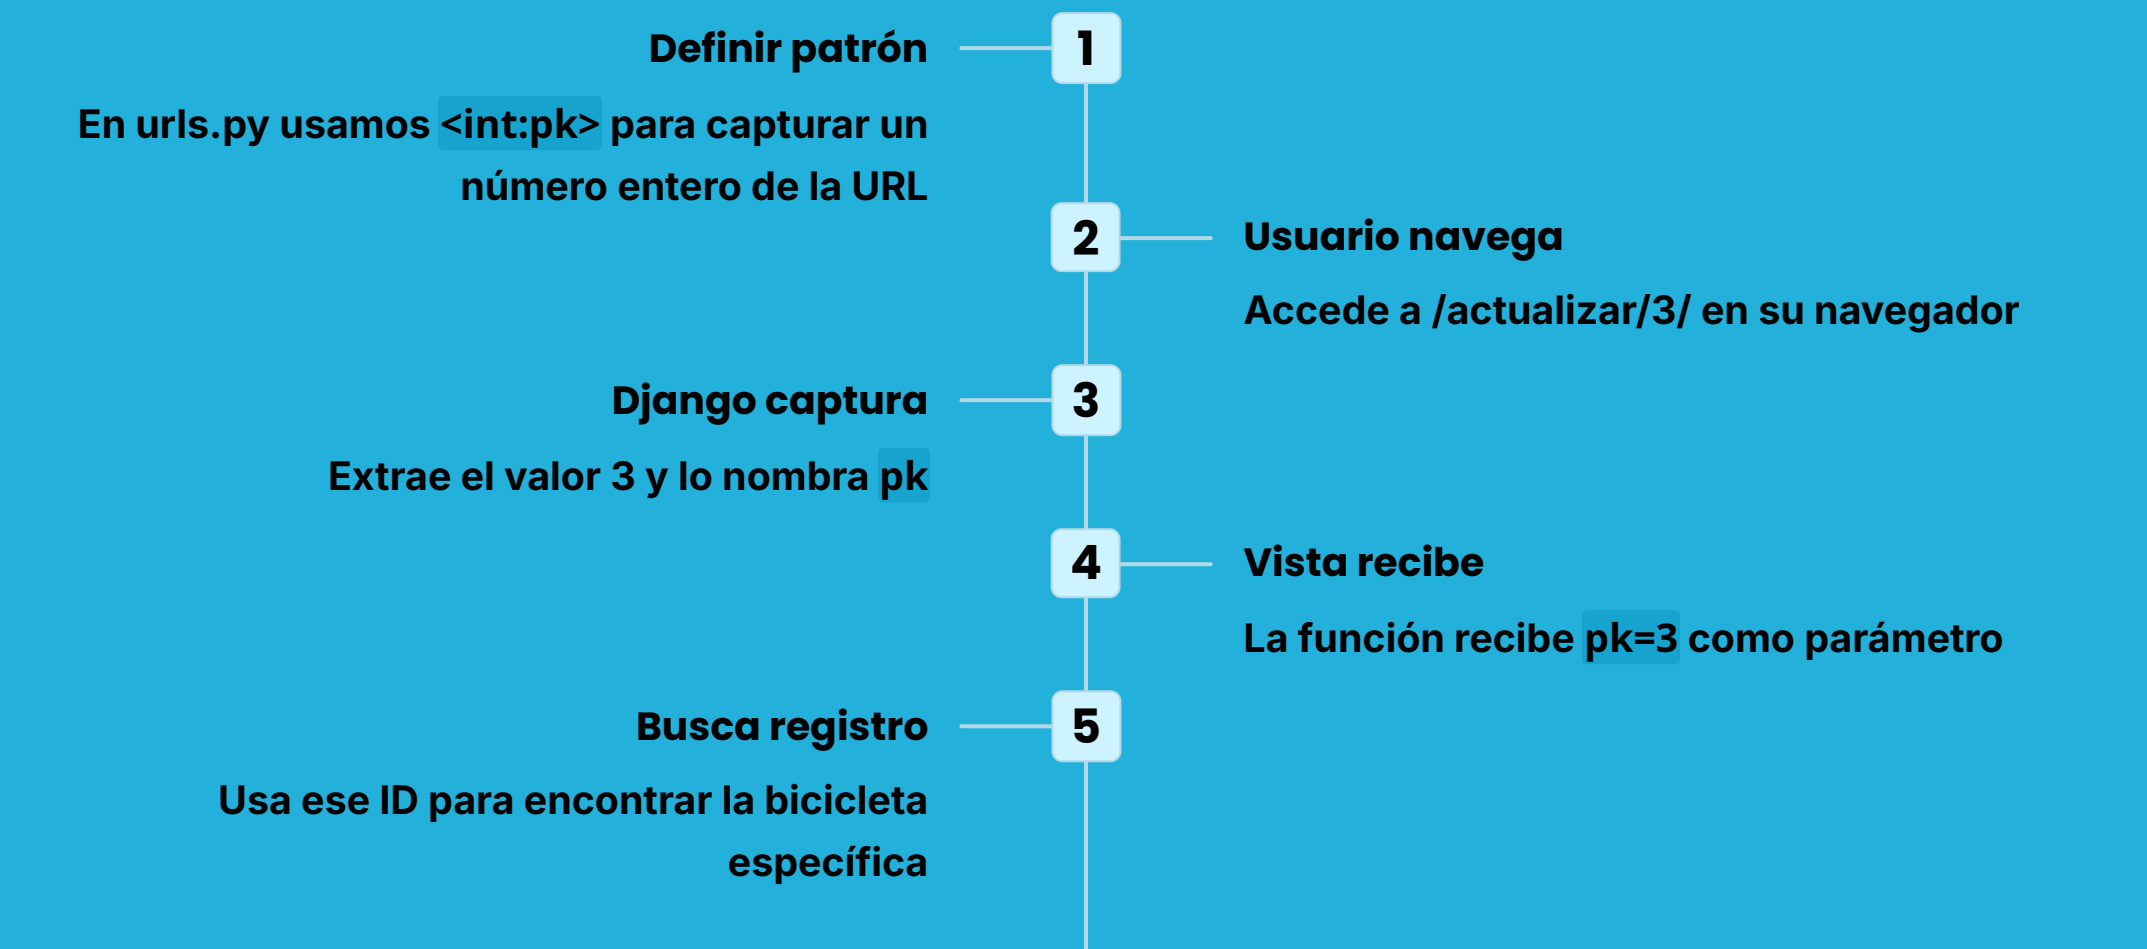 1
Definir patrón
En urls.py usamos <int:pk> para capturar un
número entero de la URL
2
Usuario navega
Accede a /actualizar/3/ en su navegador
3
Django captura
Extrae el valor 3 y lo nombra pk
4
Vista recibe
La función recibe pk=3 como parámetro
5
Busca registro
Usa ese ID para encontrar la bicicleta
específica